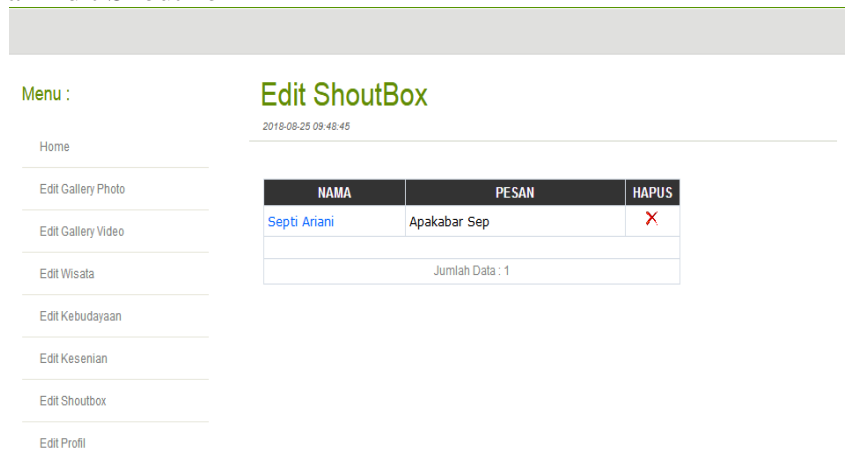 Menu :
Home
Edit Gallery Photo
Edit Gallery Video
Edit Wisata
Edit Kebudayaan
Edit Kesenian
Edit Shoutbox
Edit Profil
Edit ShoutBox
2018-08-25 09:48:45
NAMA PESAN HAPUS
Septi Ariani Apakabar Sep
Jumlah Data : 1